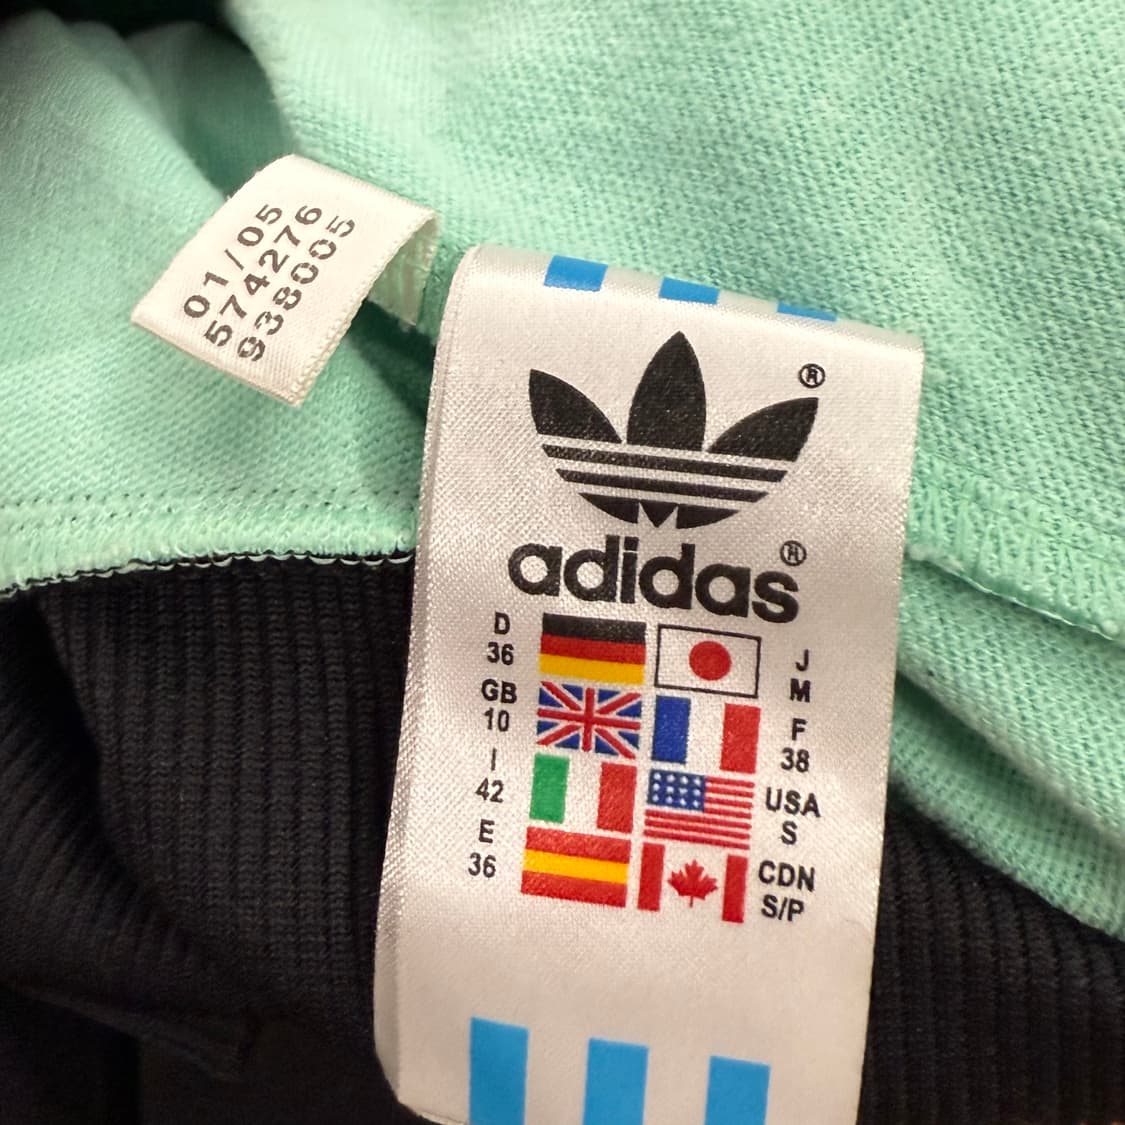 01/05
574276
938005
®
adidas®
D
36
GB
10
I
42
E
36
J
M
F
38
USA
S
CDN
S/P